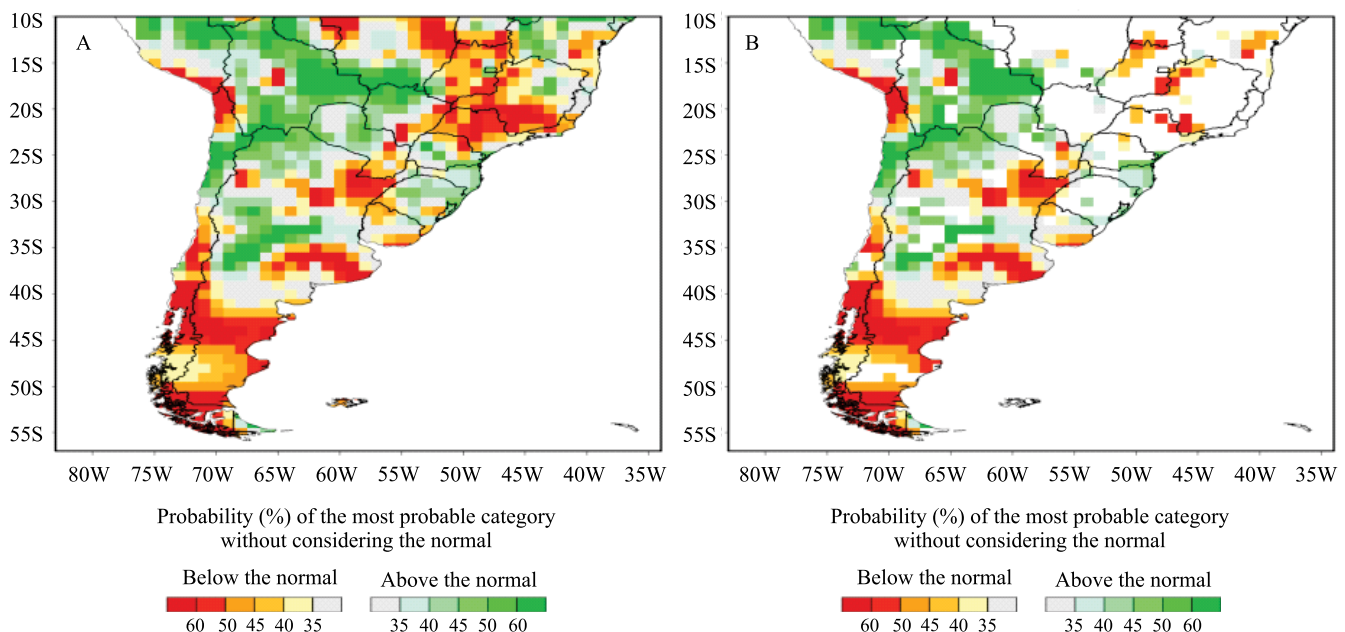 A
10S
15S
20S
25S
30S
35S
40S
45S
50S
55S
80W 75W 70W 65W 60W 55W 50W 45W 40W 35W
Probability (%) of the most probable category
without considering the normal
Below the normal Above the normal
60 50 45 40 35 35 40 45 50 60
B
10S
15S
20S
25S
30S
35S
40S
45S
50S
55S
80W 75W 70W 65W 60W 55W 50W 45W 40W 35W
Probability (%) of the most probable category
without considering the normal
Below the normal Above the normal
60 50 45 40 35 35 40 45 50 60